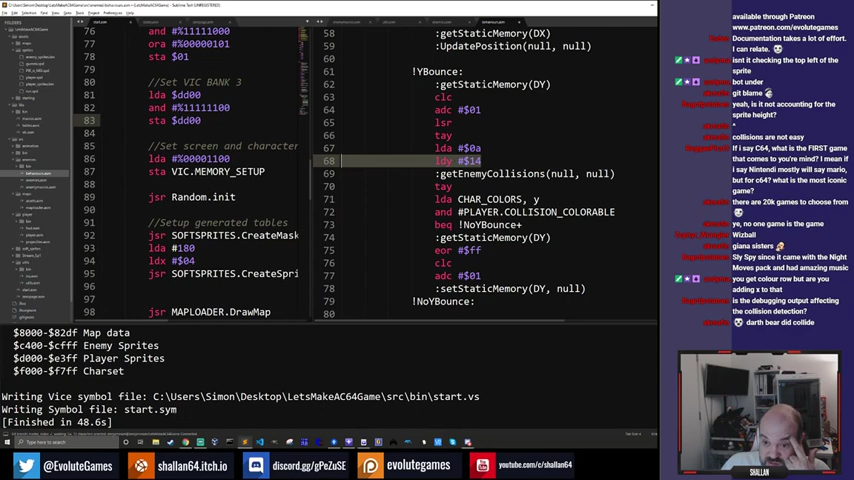 76 and #%11111000
77 ora #%00000101
78 sta $01
79
80 //Set VIC BANK 3
81 lda $dd00
82 and #%11111100
83 sta $dd00
84
85 //Set screen and character
86 lda #%00001100
87 sta VIC.MEMORY_SETUP
88
89 jsr Random.init
90
91 //Setup generated tables
92 jsr SOFTSPRITES.CreateMask
93 lda #180
94 ldx #$04
95 jsr SOFTSPRITES.CreateSpri
96
97
98 jsr MAPLOADER.DrawMap
58 :getStaticMemory(DX)
59 :UpdatePosition(null, null)
60
61 !YBounce:
62 :getStaticMemory(DY)
63 clc
64 adc #$01
65 lsr
66 tay
67 lda #$0a
68 ldy #$14
69 :getEnemyCollisions(null, null)
70 tay
71 lda CHAR_COLORS, y
72 and #PLAYER.COLLISION_COLORABLE
73 beq !NoYBounce+
74 :getStaticMemory(DY)
75 eor #$ff
76 clc
77 adc #$01
78 :setStaticMemory(DY, null)
79 !NoYBounce:
80
$8000-$82df Map data
$c400-$cfff Enemy Sprites
$d000-$e3ff Player Sprites
$f000-$f7ff Charset
Writing Vice symbol file: C:\Users\Simon\Desktop\LetsMakeAC64Game\src\bin\start.vs
Writing Symbol file: start.sym
[Finished in 48.6s]
available through Patreon
www.patreon.com/evolutegames
Documentation takes a lot of effort.
I can relate.
isnt it checking the top left of the
sprite
bot under
git blame
yeah, is it not accounting for the
sprite height?
^
collisions are not easy
If I say C64, what is the FIRST game
that comes to you're mind? I mean if
I say Nintendi mostly will say mario,
but for c64? what is the most iconic
game?
there are 20k games to choose from
ye, no one game is the game
Wizball
giana sisters
Sly Spy since it came with the Night
Moves pack and had amazing music
you get colour row but are you
adding x to that
is the debugging output affecting
the collision detection?
darth bear did collide
SHALLAN
@EvoluteGames
shallan64.itch.io
discord.gg/gPeZuSE
evolutegames
youtube.com/c/shallan64